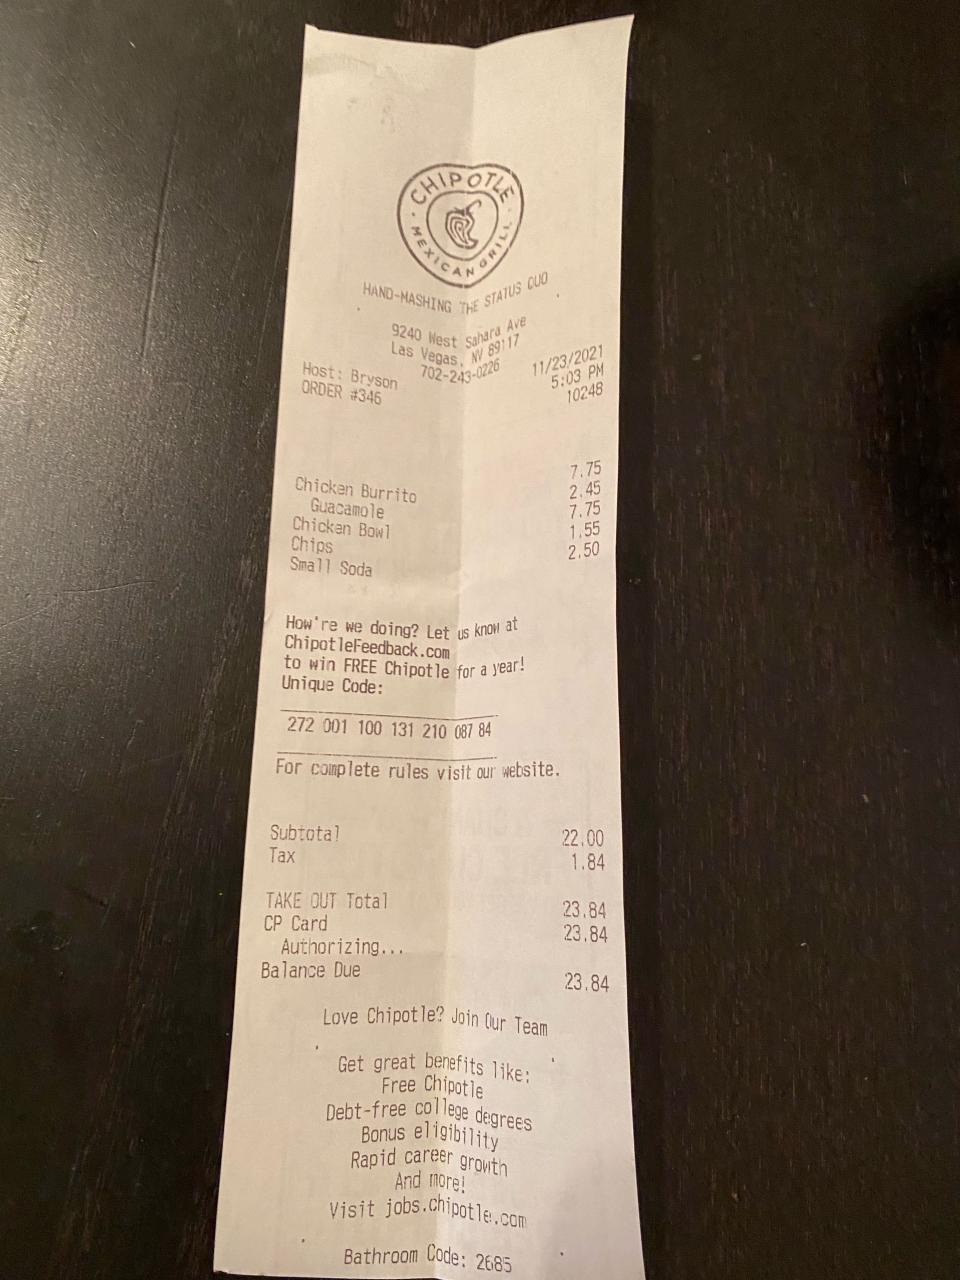 CHIPOTLE
MEXICAN GRILL
HAND-MASHING THE STATUS QUO
9240 West Sahara Ave
Las Vegas, NV 89117
702-243-0226
11/23/2021
Host: Bryson 5:03 PM
ORDER #346 10248
Chicken Burrito 7.75
Guacamole 2.45
Chicken Bowl 7.75
Chips 1.55
Small Soda 2.50
How're we doing? Let us know at
ChipotleFeedback.com
to win FREE Chipotle for a year!
Unique Code:
272 001 100 131 210 087 84
For complete rules visit our website.
Subtotal 22.00
Tax 1.84
TAKE OUT Total 23.84
CP Card 23.84
Authorizing...
Balance Due 23.84
Love Chipotle? Join Our Team
Get great benefits like:
Free Chipotle
Debt-free college degrees
Bonus eligibility
Rapid career growth
And more!
Visit jobs.chipotle.com
Bathroom Code: 2685